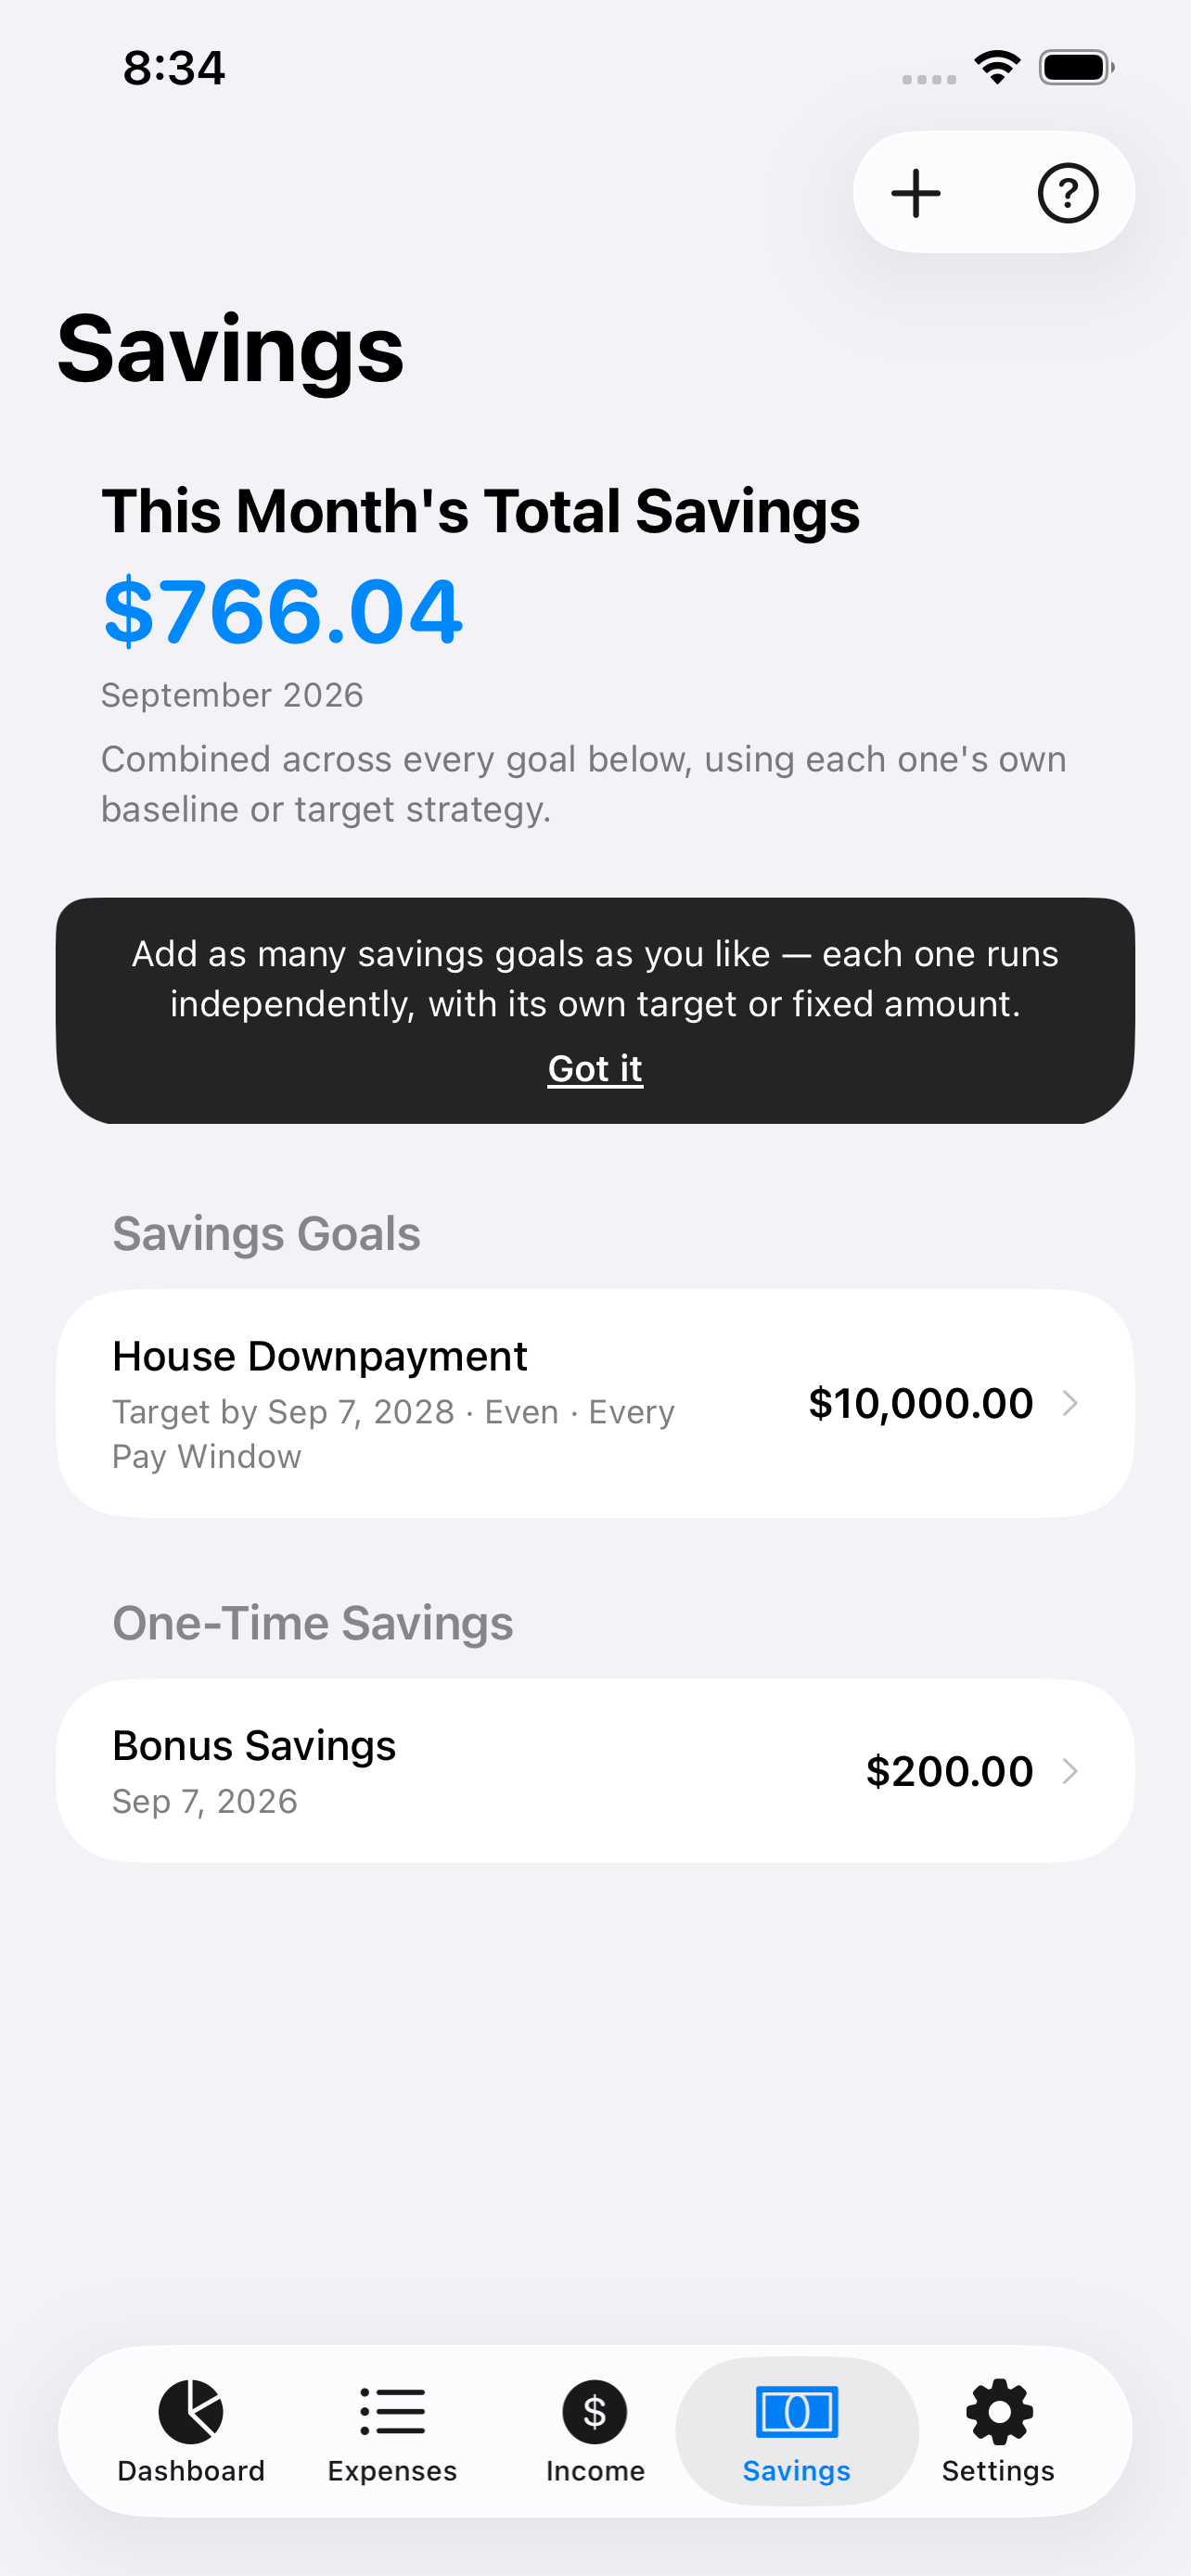 8:34
Savings
This Month's Total Savings
$766.04
September 2026
Combined across every goal below, using each one's own
baseline or target strategy.
Add as many savings goals as you like — each one runs
independently, with its own target or fixed amount.
Got it
Savings Goals
House Downpayment
Target by Sep 7, 2028 · Even · Every
Pay Window
$10,000.00
One-Time Savings
Bonus Savings
Sep 7, 2026
$200.00
Dashboard
Expenses
Income
Savings
Settings